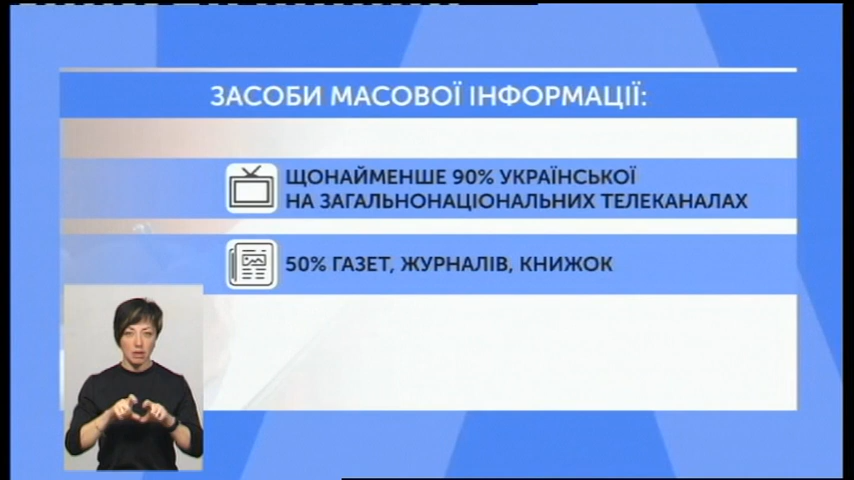 ЗАСОБИ МАСОВОЇ ІНФОРМАЦІЇ:
ЩОНАЙМЕНШЕ 90% УКРАЇНСЬКОЇ
НА ЗАГАЛЬНОНАЦІОНАЛЬНИХ ТЕЛЕКАНАЛАХ
50% ГАЗЕТ, ЖУРНАЛІВ, КНИЖОК